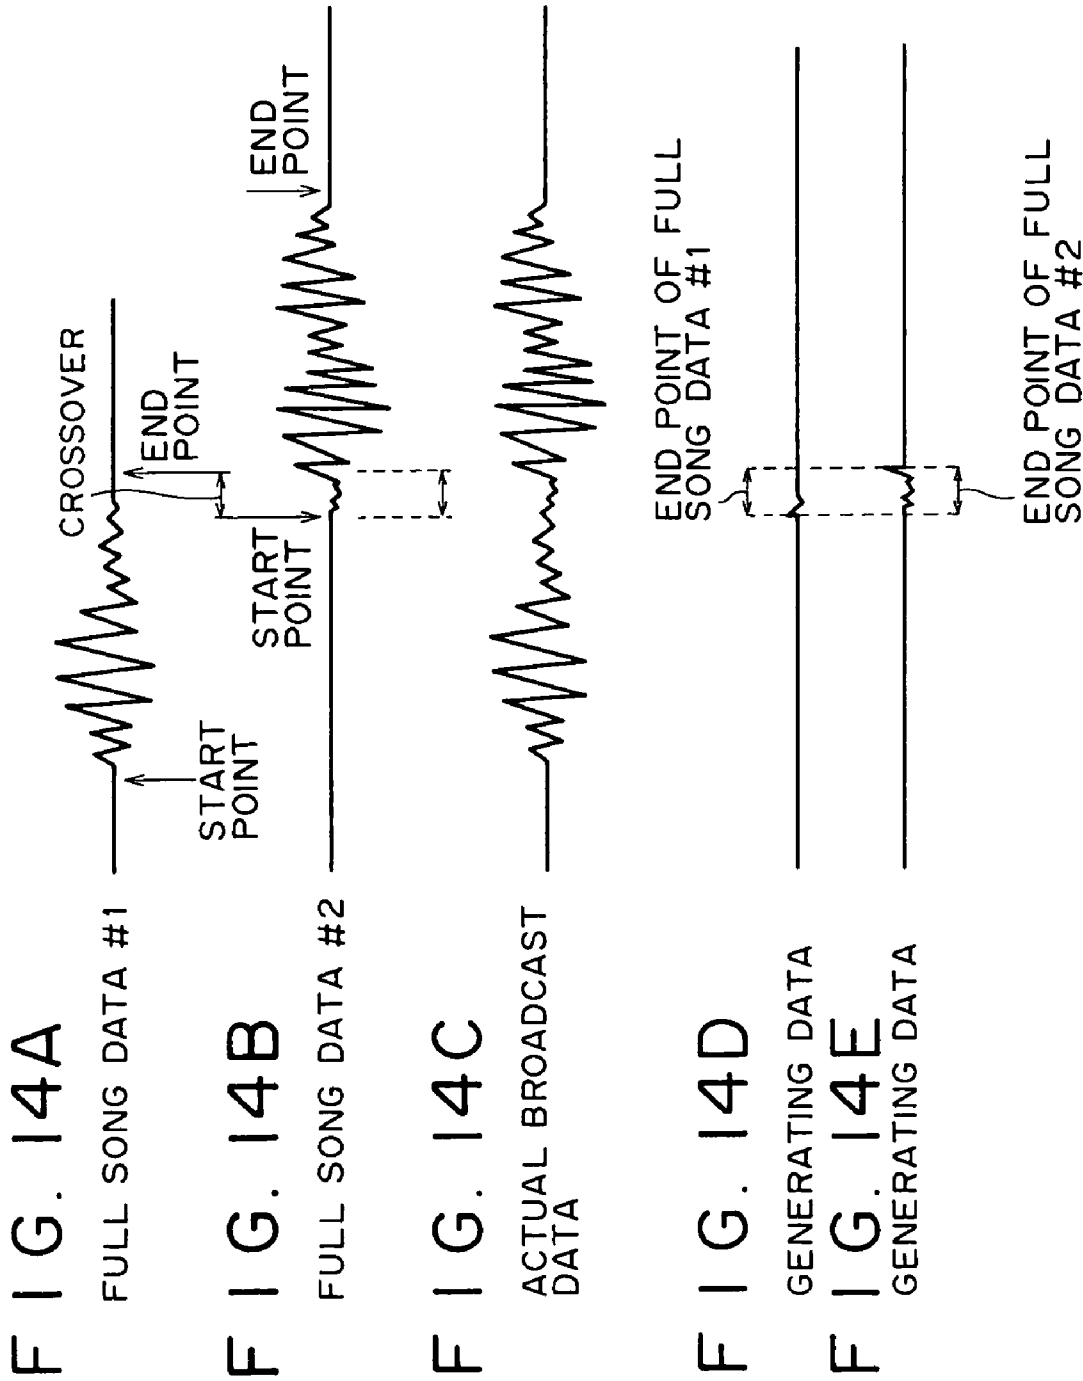 FIG. 14A
FULL SONG DATA #1
START
POINT
CROSSOVER
END
POINT
FIG. 14B
FULL SONG DATA #2
START
POINT
END
POINT
FIG. 14C
ACTUAL BROADCAST
DATA
FIG. 14D
GENERATING DATA
END POINT OF FULL
SONG DATA #1
FIG. 14E
GENERATING DATA
END POINT OF FULL
SONG DATA #2